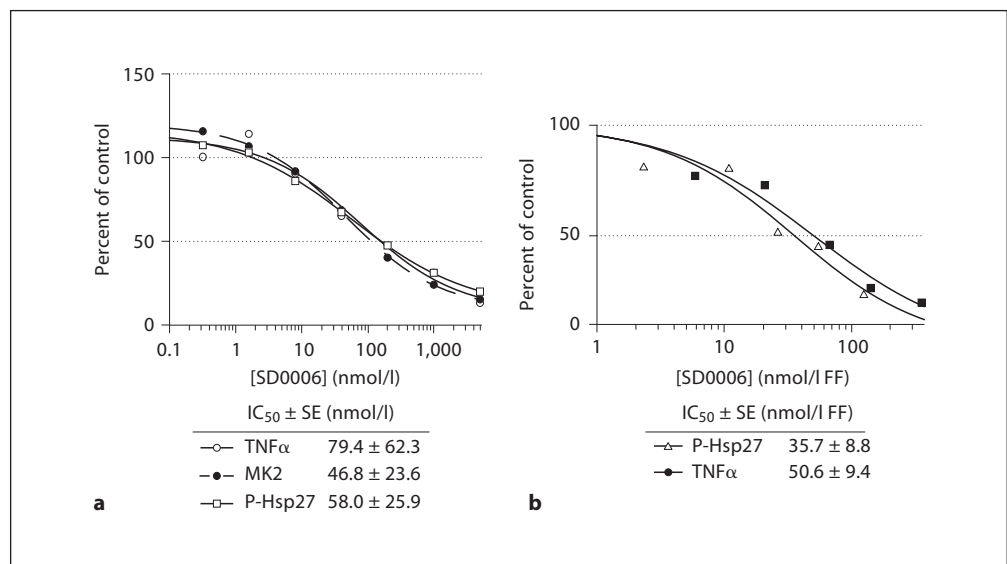 150
100
50
0
Percent of control
0.1 1 10 100 1,000
[SD0006] (nmol/l)
IC50 ± SE (nmol/l)
TNFα 79.4 ± 62.3
MK2 46.8 ± 23.6
P-Hsp27 58.0 ± 25.9
a
100
50
0
Percent of control
1 10 100
[SD0006] (nmol/l FF)
IC50 ± SE (nmol/l FF)
P-Hsp27 35.7 ± 8.8
TNFα 50.6 ± 9.4
b